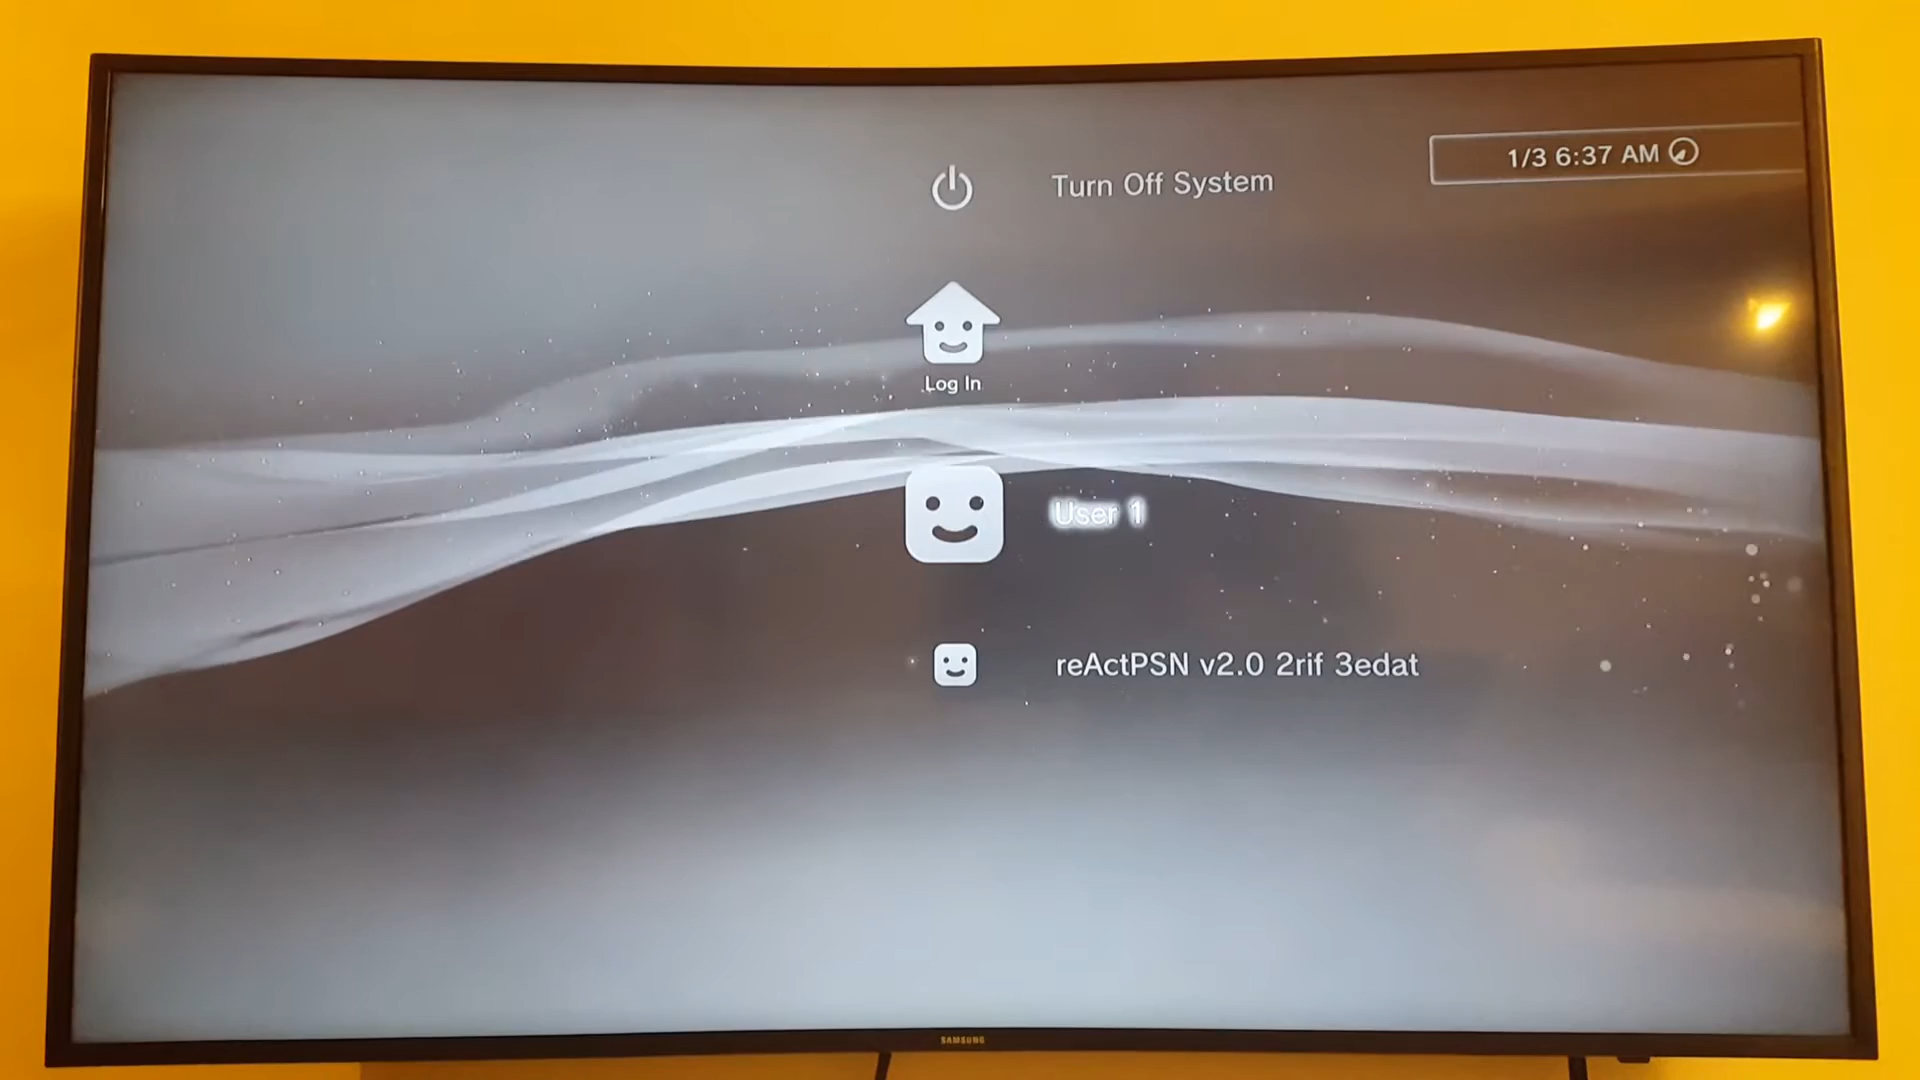 Turn Off System
1/3 6:37 AM
Log In
User 1
reActPSN v2.0 2rif 3edat
SAMSUNG